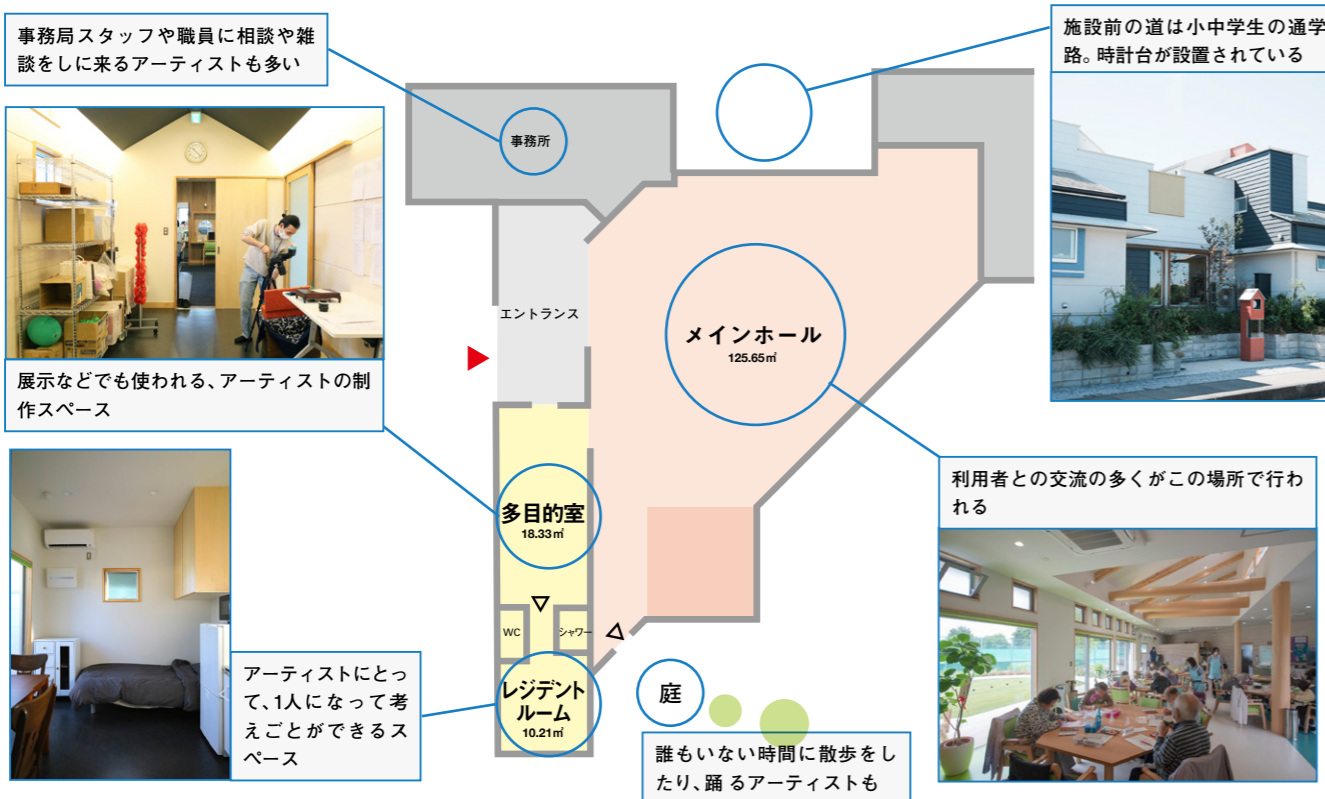 事務局スタッフや職員に相談や雑
談をしに来るアーティストも多い
施設前の道は小中学生の通学
路。時計台が設置されている
事務所
展示などでも使われる、アーティストの制
作スペース
エントランス
メインホール
125.65㎡
利用者との交流の多くがこの場所で行わ
れる
多目的室
18.33㎡
WC
シャワー
レジデント
ルーム
10.21㎡
アーティストにとっ
て、1人になって考
えごとができるス
ペース
庭
誰もいない時間に散歩をし
たり、踊るアーティストも